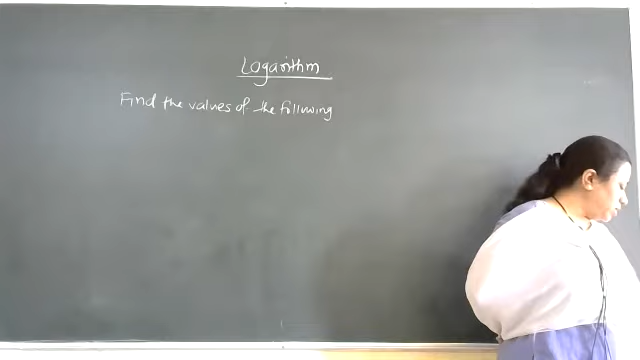 Logarithm
Find the values of the following